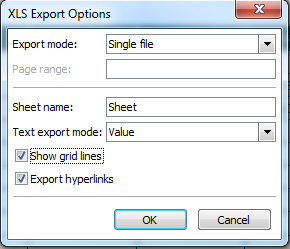 XLS Export Options
Export mode: Single file
Page range:
Sheet name: Sheet
Text export mode: Value
Show grid lines
Export hyperlinks
OK Cancel